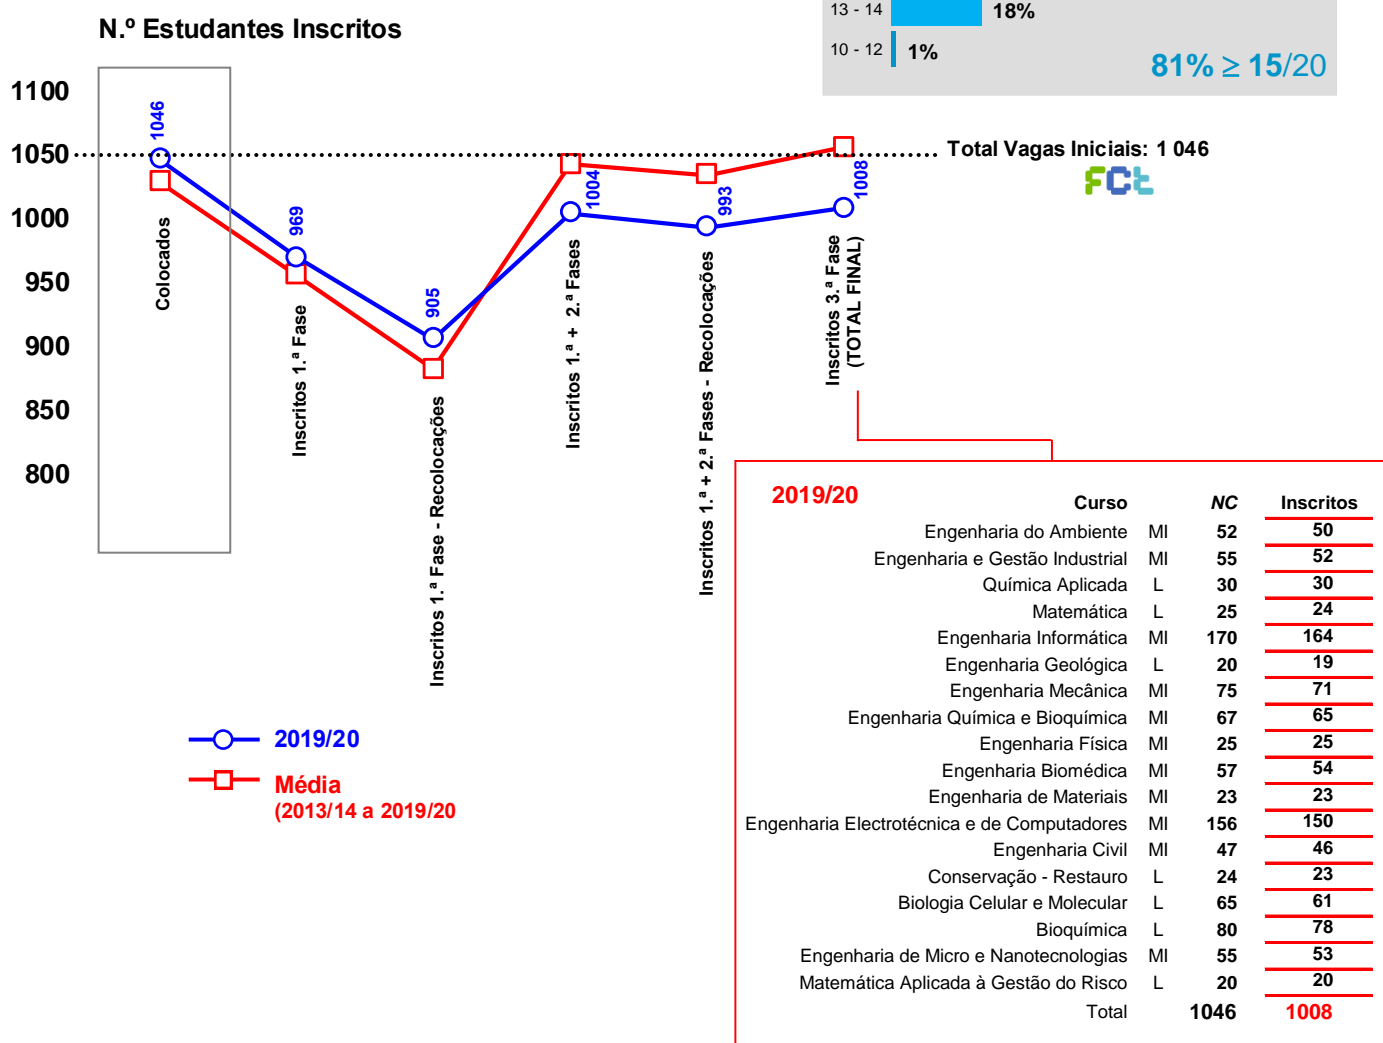 13 - 14 18%
10 - 12 1%
81% ≥ 15/20
N.º Estudantes Inscritos
1100
1050
1000
950
900
850
800
1046
969
905
1004
993
1008
Total Vagas Iniciais: 1 046
FCt
Colocados
Inscritos 1.ª Fase
Inscritos 1.ª Fase - Recolocações
Inscritos 1.ª + 2.ª Fases
Inscritos 1.ª + 2.ª Fases - Recolocações
Inscritos 3.ª Fase
(TOTAL FINAL)
2019/20
Média
(2013/14 a 2019/20
2019/20
Curso NC Inscritos
Engenharia do Ambiente MI 52 50
Engenharia e Gestão Industrial MI 55 52
Química Aplicada L 30 30
Matemática L 25 24
Engenharia Informática MI 170 164
Engenharia Geológica L 20 19
Engenharia Mecânica MI 75 71
Engenharia Química e Bioquímica MI 67 65
Engenharia Física MI 25 25
Engenharia Biomédica MI 57 54
Engenharia de Materiais MI 23 23
Engenharia Electrotécnica e de Computadores MI 156 150
Engenharia Civil MI 47 46
Conservação - Restauro L 24 23
Biologia Celular e Molecular L 65 61
Bioquímica L 80 78
Engenharia de Micro e Nanotecnologias MI 55 53
Matemática Aplicada à Gestão do Risco L 20 20
Total 1046 1008